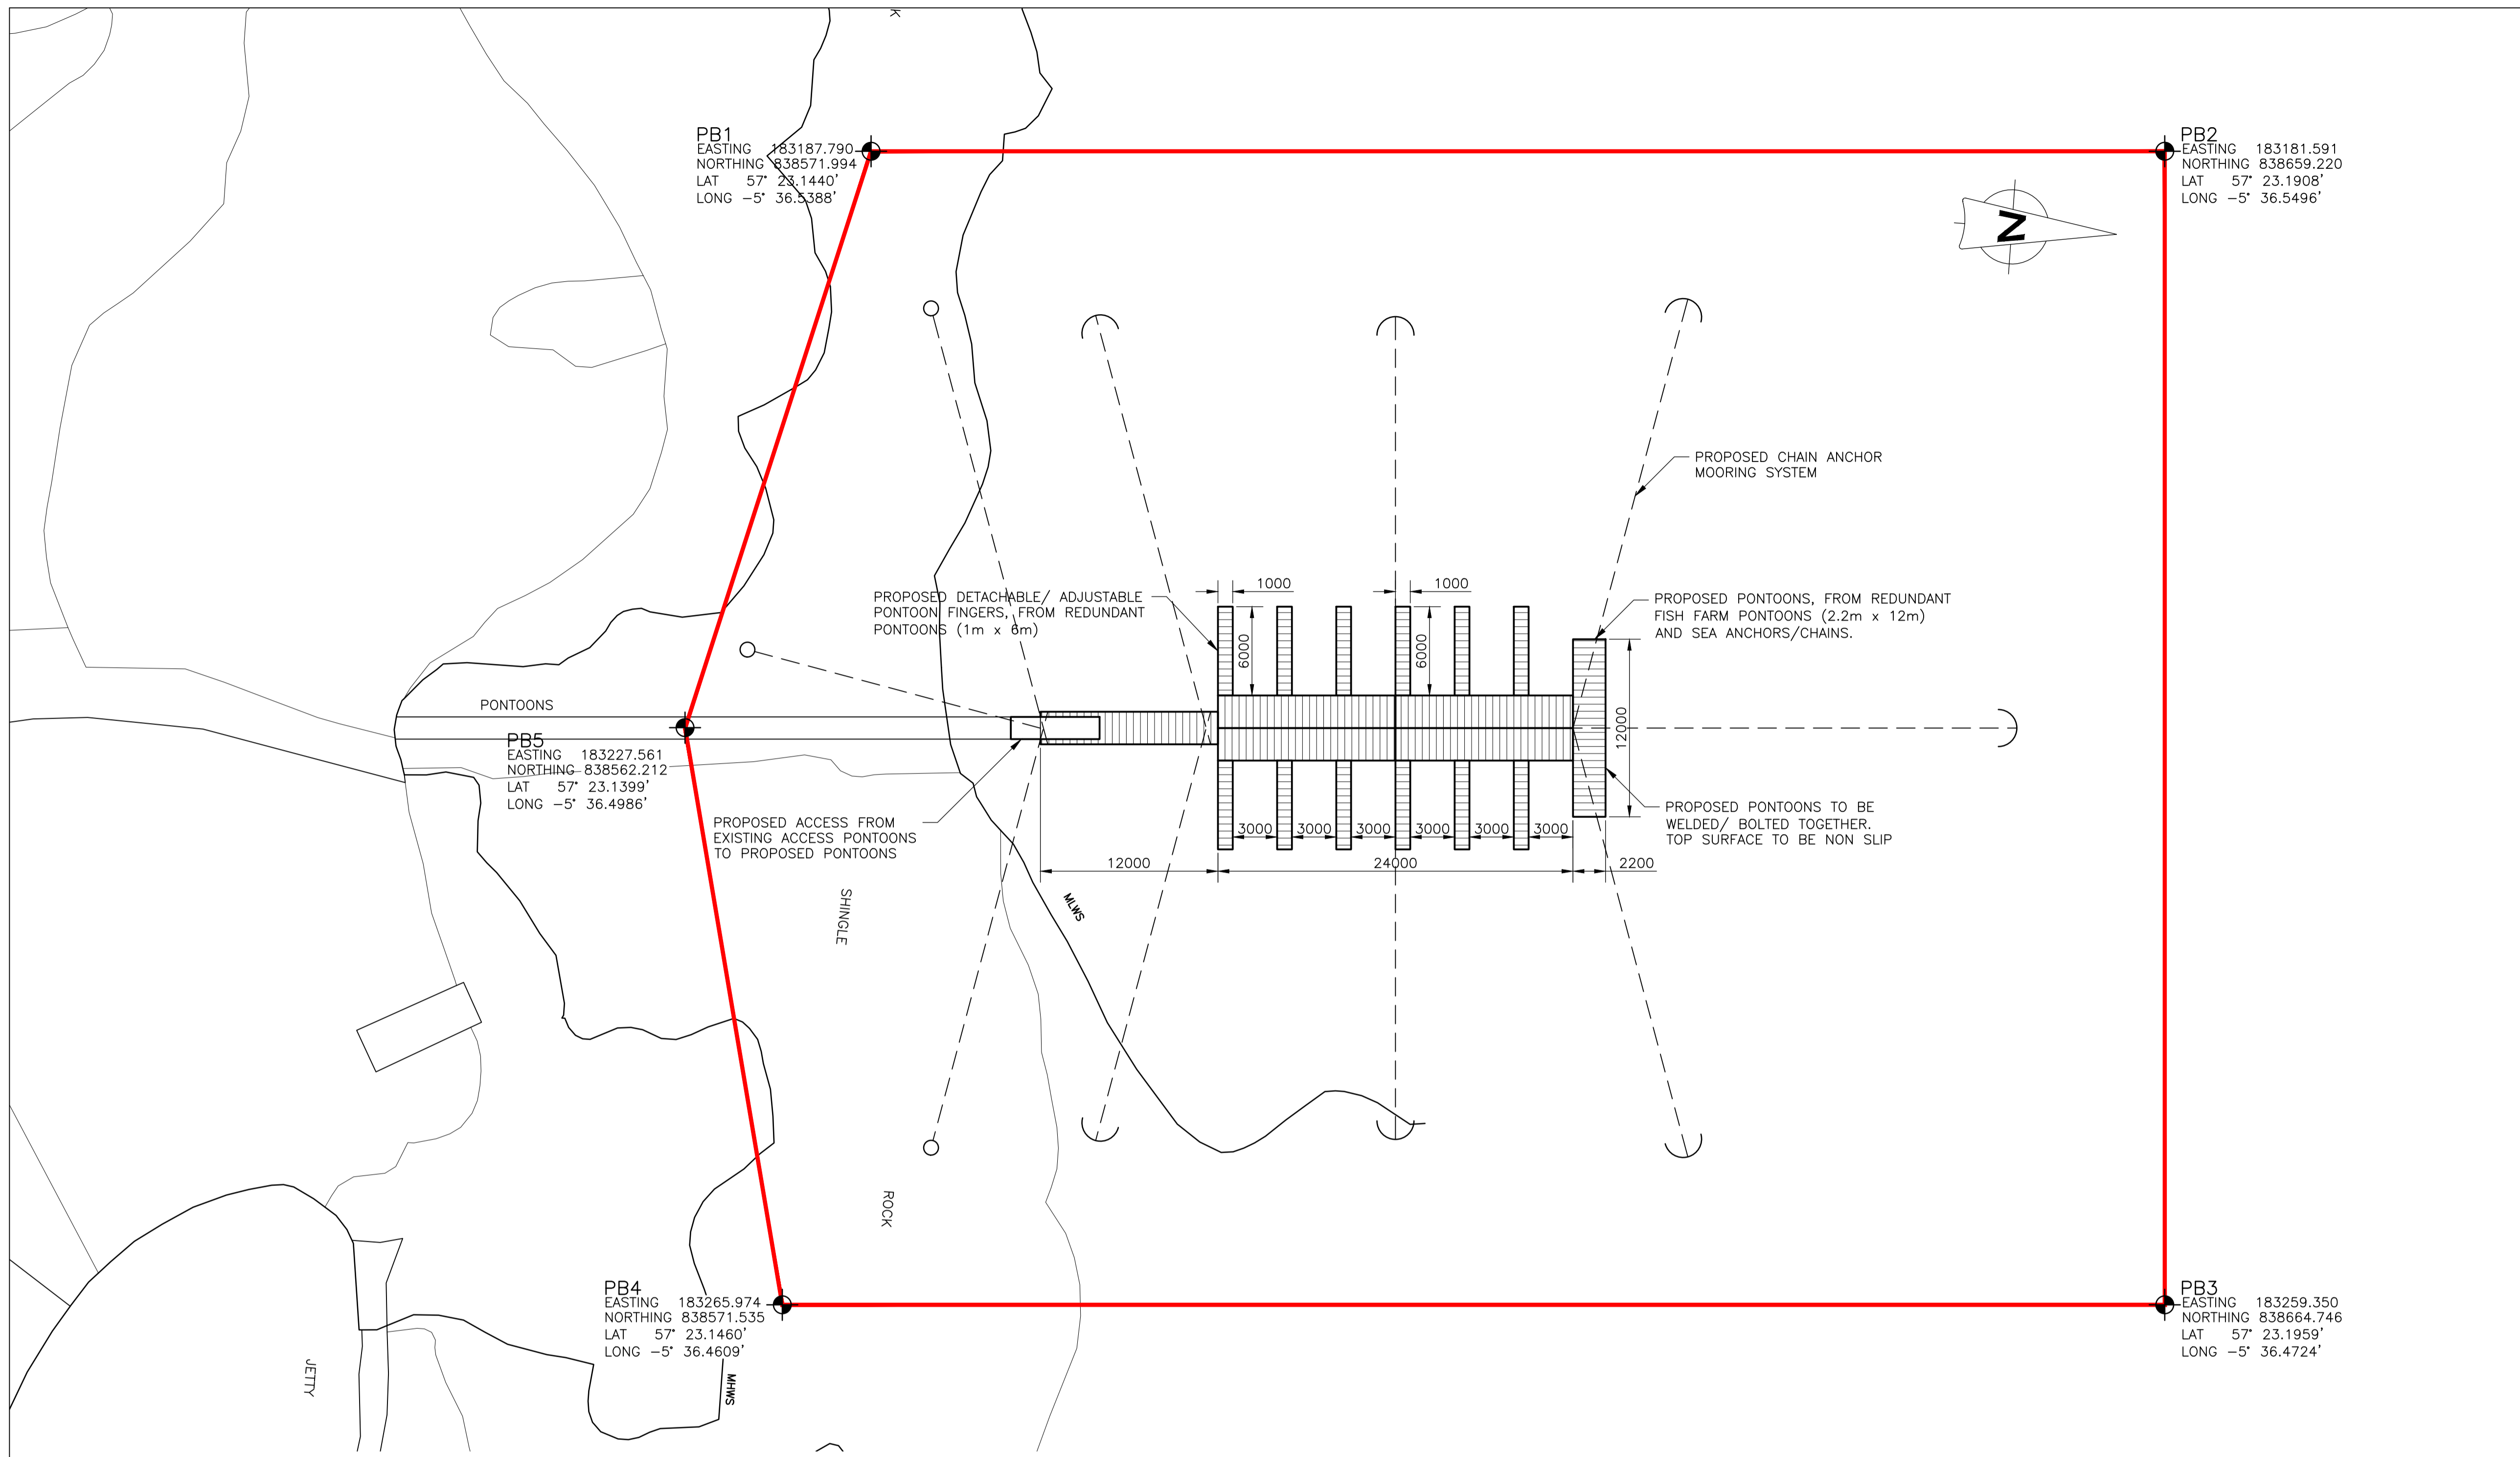 K
PB1
EASTING 183187.790
NORTHING 838571.994
LAT 57° 23.1440'
LONG -5° 36.5388'
PB2
EASTING 183181.591
NORTHING 838659.220
LAT 57° 23.1908'
LONG -5° 36.5496'
N
PROPOSED CHAIN ANCHOR
MOORING SYSTEM
PROPOSED DETACHABLE/ ADJUSTABLE
PONTOON FINGERS, FROM REDUNDANT
PONTOONS (1m x 6m)
1000
1000
6000
6000
PROPOSED PONTOONS, FROM REDUNDANT
FISH FARM PONTOONS (2.2m x 12m)
AND SEA ANCHORS/CHAINS.
12000
PONTOONS
PB5
EASTING 183227.561
NORTHING 838562.212
LAT 57° 23.1399'
LONG -5° 36.4986'
PROPOSED ACCESS FROM
EXISTING ACCESS PONTOONS
TO PROPOSED PONTOONS
3000 3000 3000 3000 3000 3000
12000 24000 2200
PROPOSED PONTOONS TO BE
WELDED/ BOLTED TOGETHER.
TOP SURFACE TO BE NON SLIP
SHINGLE
MLWS
ROCK
PB4
EASTING 183265.974
NORTHING 838571.535
LAT 57° 23.1460'
LONG -5° 36.4609'
PB3
EASTING 183259.350
NORTHING 838664.746
LAT 57° 23.1959'
LONG -5° 36.4724'
JETTY
MHWS